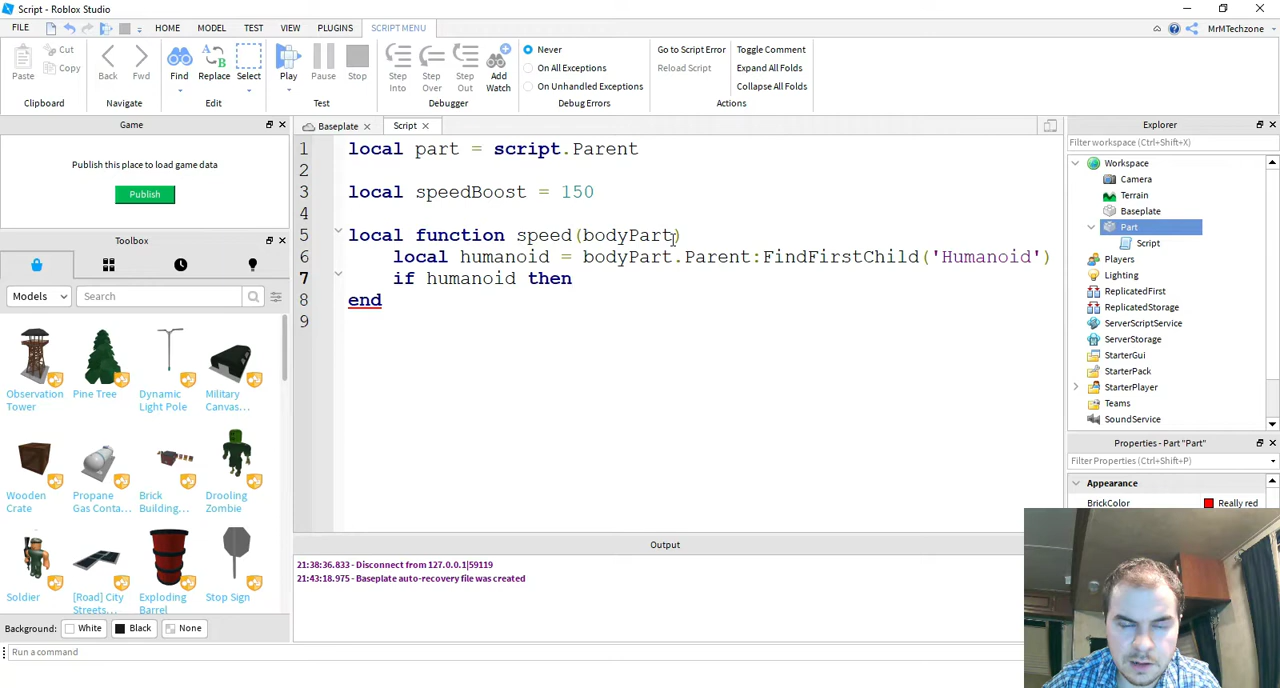 Script - Roblox Studio
FILE HOME MODEL TEST VIEW PLUGINS SCRIPT MENU MrMTechzone
Paste Cut Copy
Clipboard
Back Fwd
Navigate
Find Replace Select
Edit
Play Pause Stop
Test
Step Into Step Over Step Out Add Watch
Debugger
Never
On All Exceptions
On Unhandled Exceptions
Debug Errors
Go to Script Error Toggle Comment
Reload Script Expand All Folds
Collapse All Folds
Actions
Game
Publish this place to load game data
Publish
Toolbox
Models Search
Observation Tower
Pine Tree
Dynamic Light Pole
Military Canvas...
Wooden Crate
Propane Gas Conta...
Brick Building...
Drooling Zombie
Soldier
[Road] City Streets...
Exploding Barrel
Stop Sign
Background: White Black None
Run a command
Baseplate Script
1 local part = script.Parent
2
3 local speedBoost = 150
4
5 local function speed(bodyPart)
6 local humanoid = bodyPart.Parent:FindFirstChild('Humanoid')
7 if humanoid then
8 end
9
Output
21:38:36.833 - Disconnect from 127.0.0.1|59119
21:43:18.975 - Baseplate auto-recovery file was created
Explorer
Filter workspace (Ctrl+Shift+X)
Workspace
Camera
Terrain
Baseplate
Part
Script
Players
Lighting
ReplicatedFirst
ReplicatedStorage
ServerScriptService
ServerStorage
StarterGui
StarterPack
StarterPlayer
Teams
SoundService
Properties - Part "Part"
Filter Properties (Ctrl+Shift+P)
Appearance
BrickColor Really red